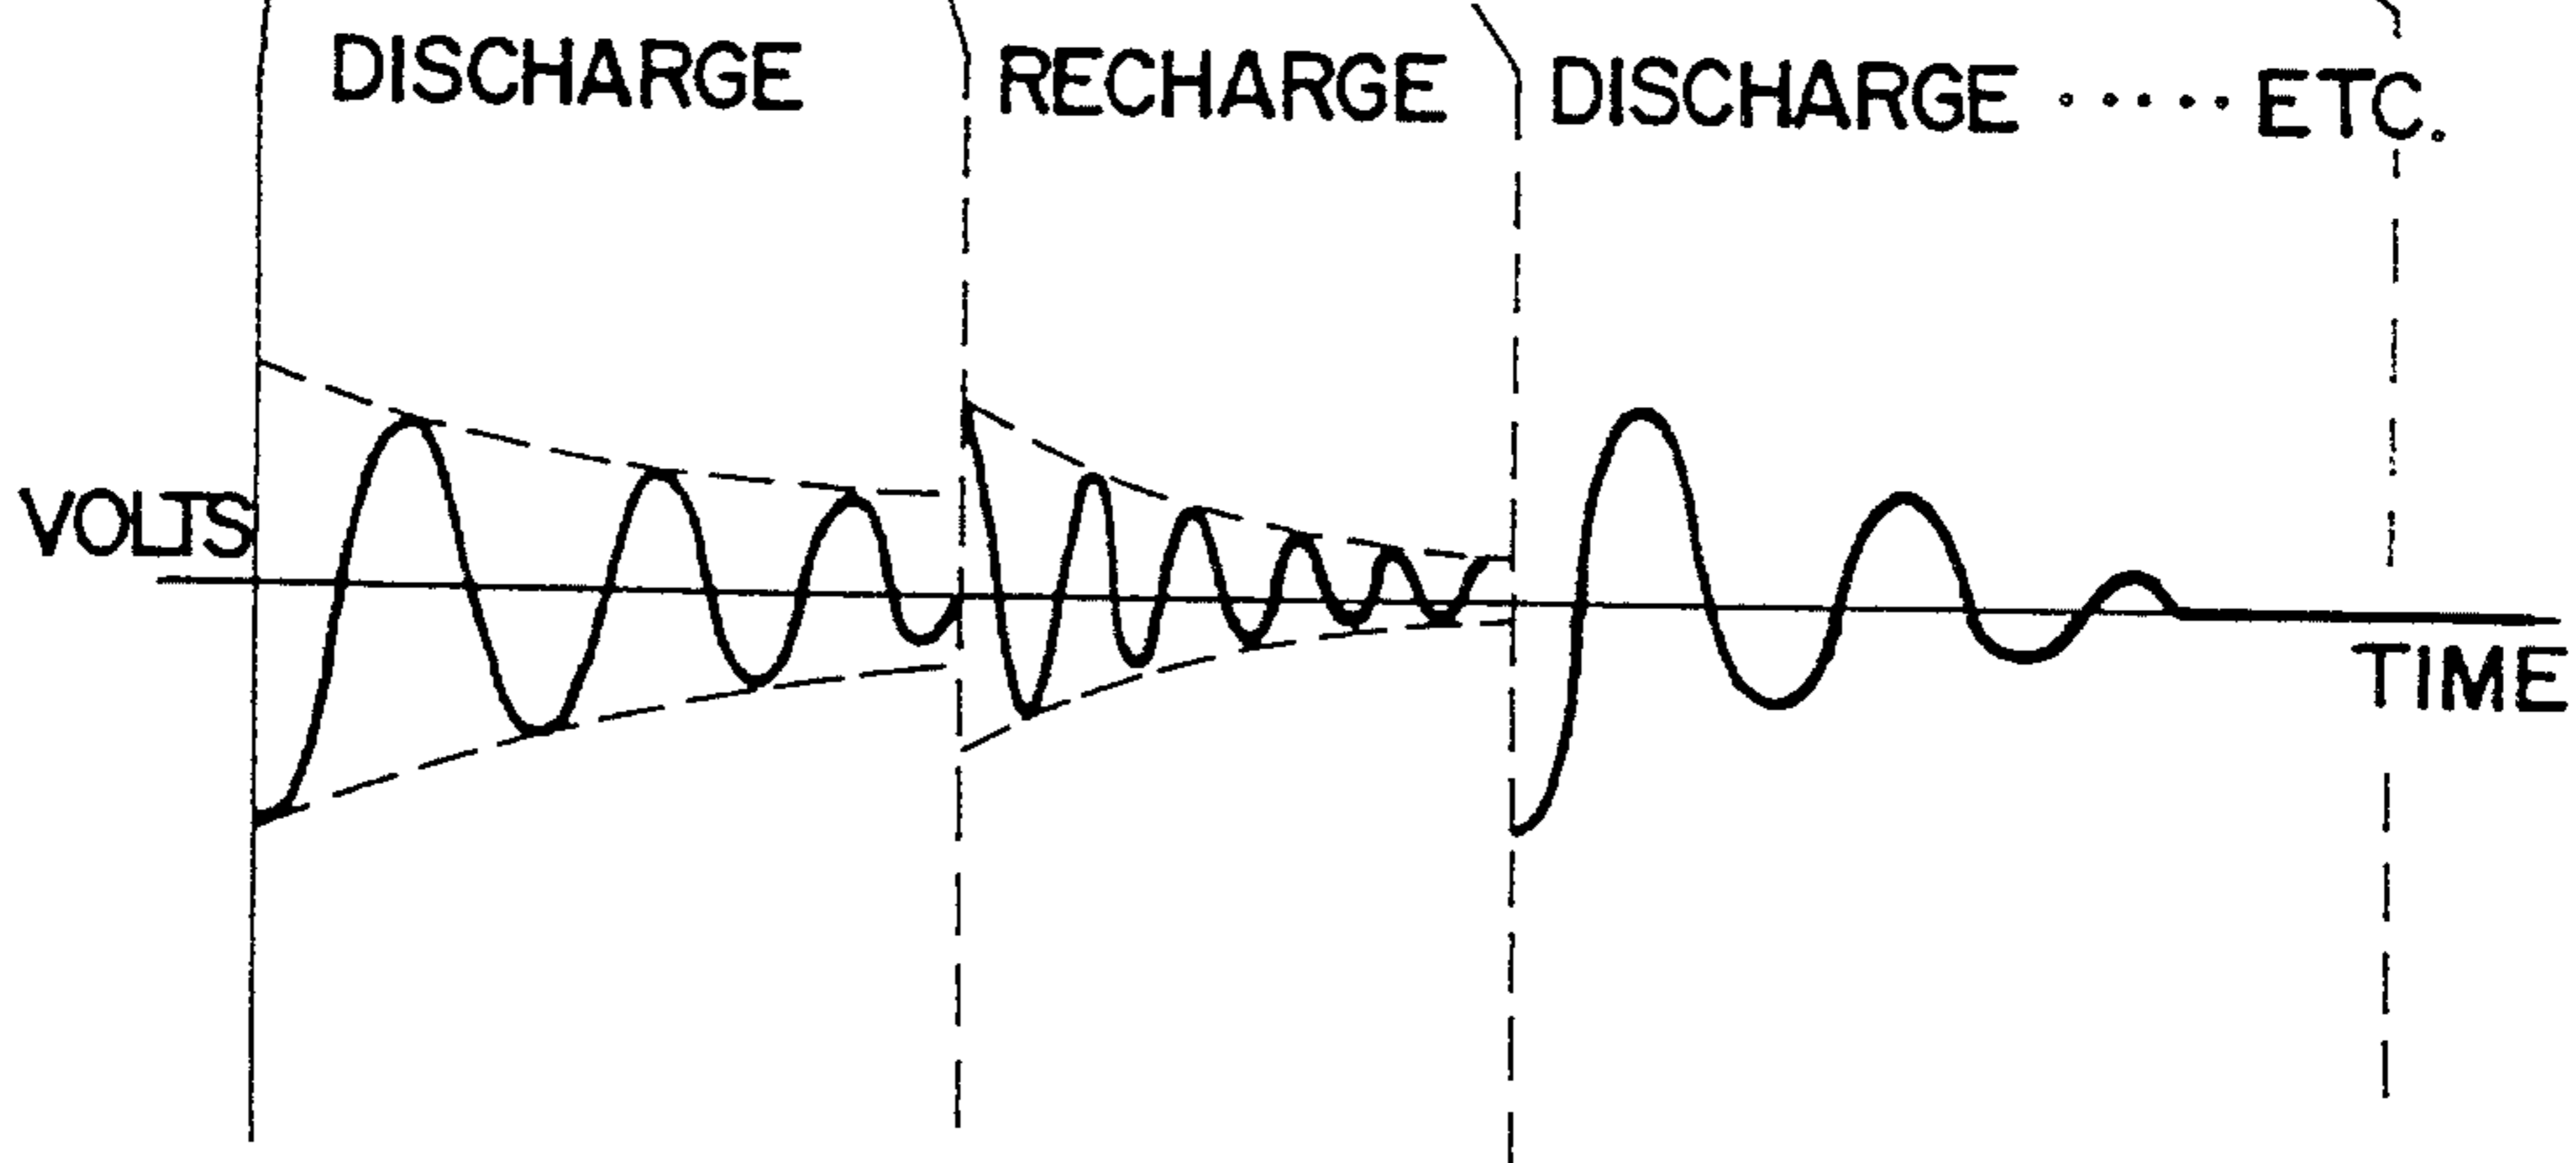 DISCHARGE
RECHARGE
DISCHARGE ····· ETC.
VOLTS
TIME